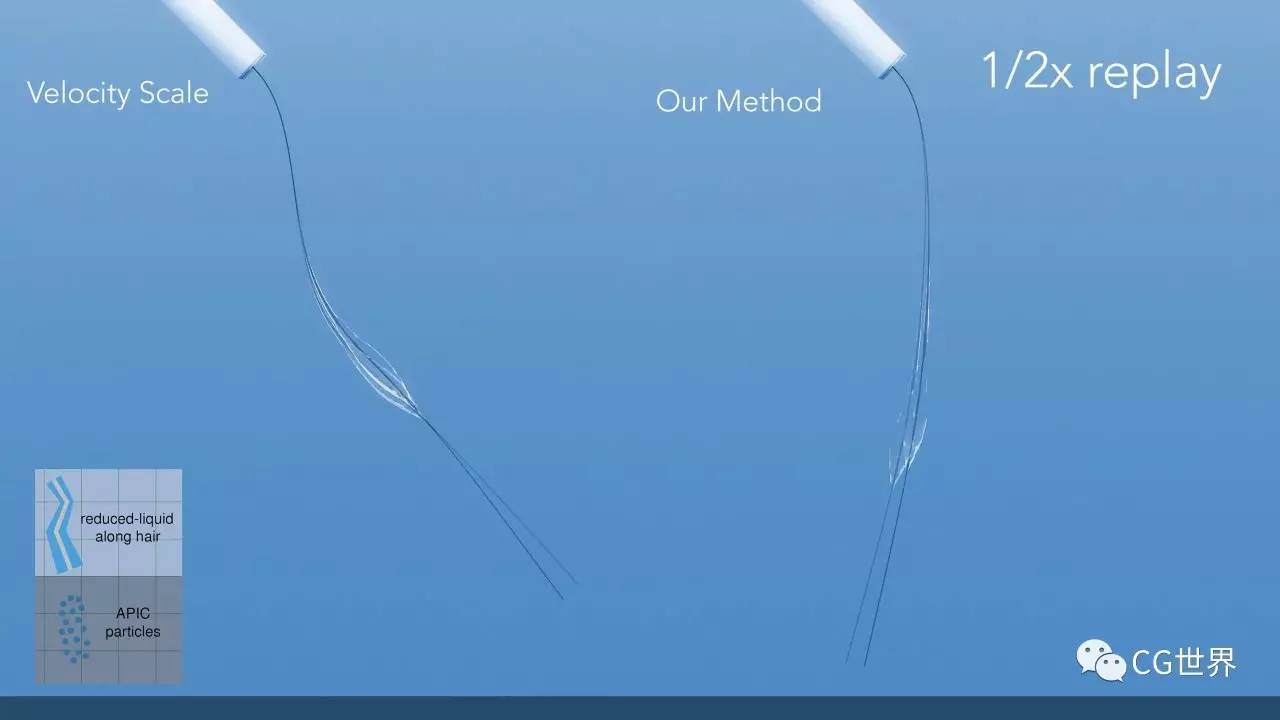 Velocity Scale
Our Method
1/2x replay
reduced-liquid
along hair
APIC
particles
CG世界